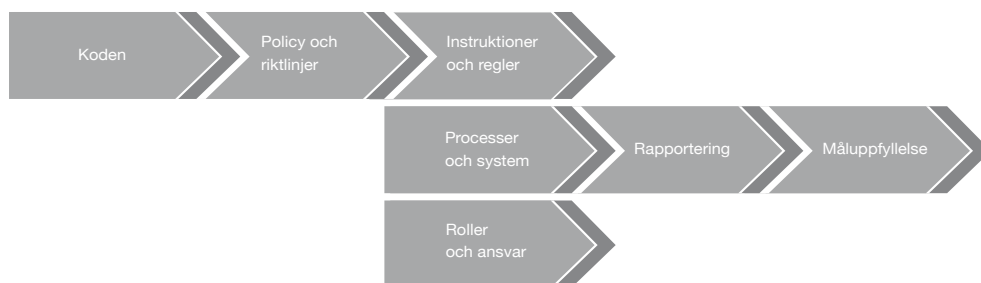 Koden
Policy och
riktlinjer
Instruktioner
och regler
Processer
och system
Rapportering
Måluppfyllelse
Roller
och ansvar